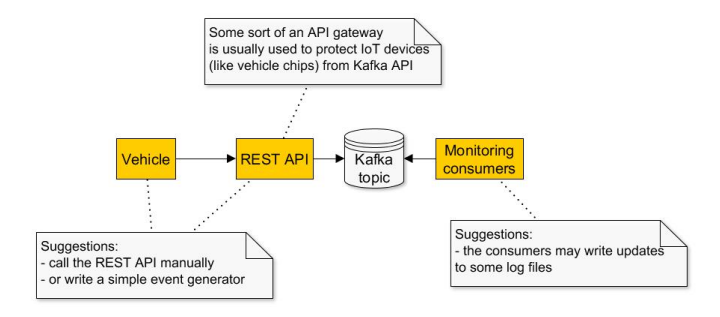 Some sort of an API gateway
is usually used to protect IoT devices
(like vehicle chips) from Kafka API
Vehicle
REST API
Kafka
topic
Monitoring
consumers
Suggestions:
- call the REST API manually
- or write a simple event generator
Suggestions:
- the consumers may write updates
to some log files